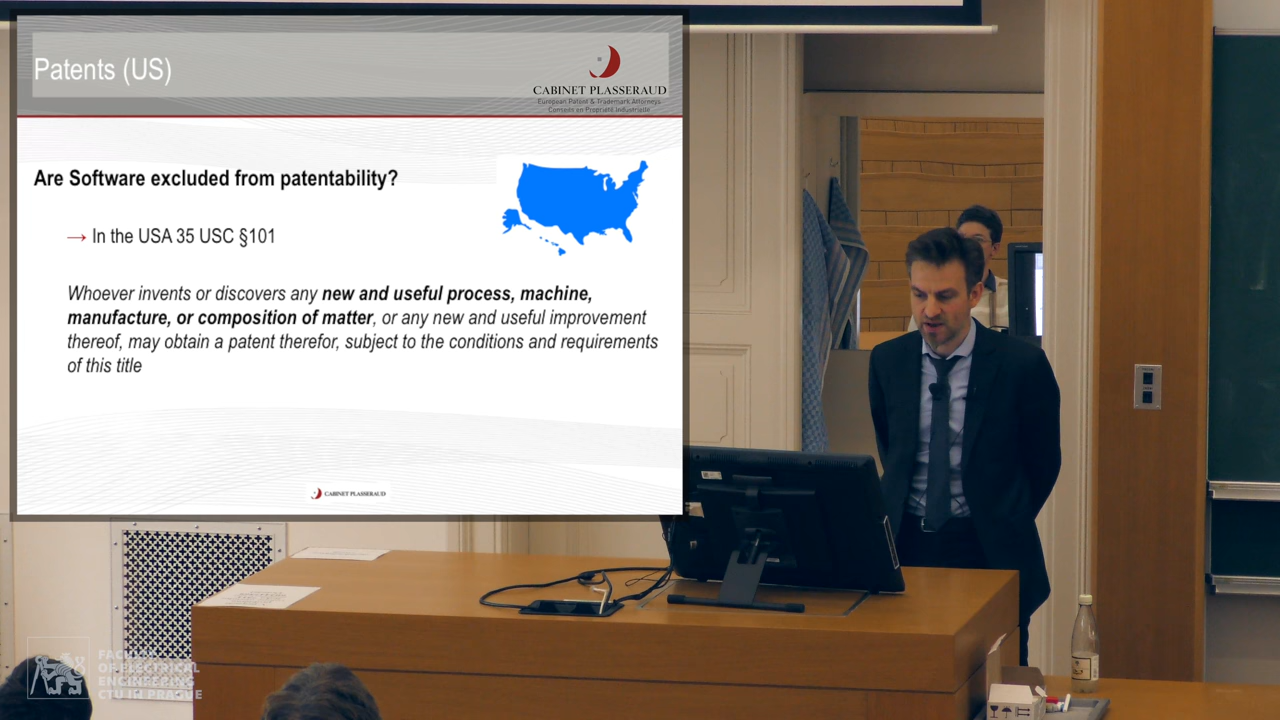 Patents (US)
CABINET PLASSERAUD
European Patent & Trademark Attorneys
Conseils en Propriété Industrielle
Are Software excluded from patentability?
→ In the USA 35 USC §101
Whoever invents or discovers any new and useful process, machine,
manufacture, or composition of matter, or any new and useful improvement
thereof, may obtain a patent therefor, subject to the conditions and requirements
of this title
CABINET PLASSERAUD
FACULTY
OF ELECTRICAL
ENGINEERING
CTU IN PRAGUE